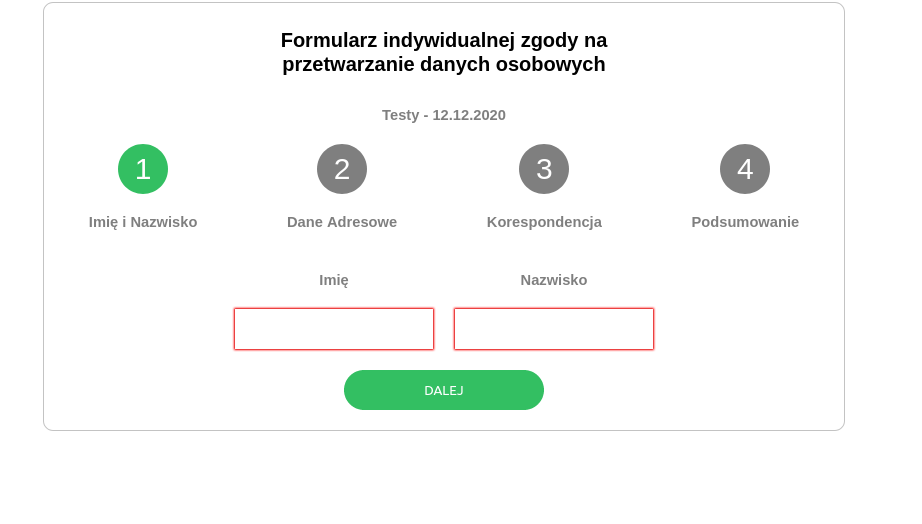 Formularz indywidualnej zgody na
przetwarzanie danych osobowych
Testy - 12.12.2020
1 2 3 4
Imię i Nazwisko Dane Adresowe Korespondencja Podsumowanie
Imię Nazwisko
DALEJ